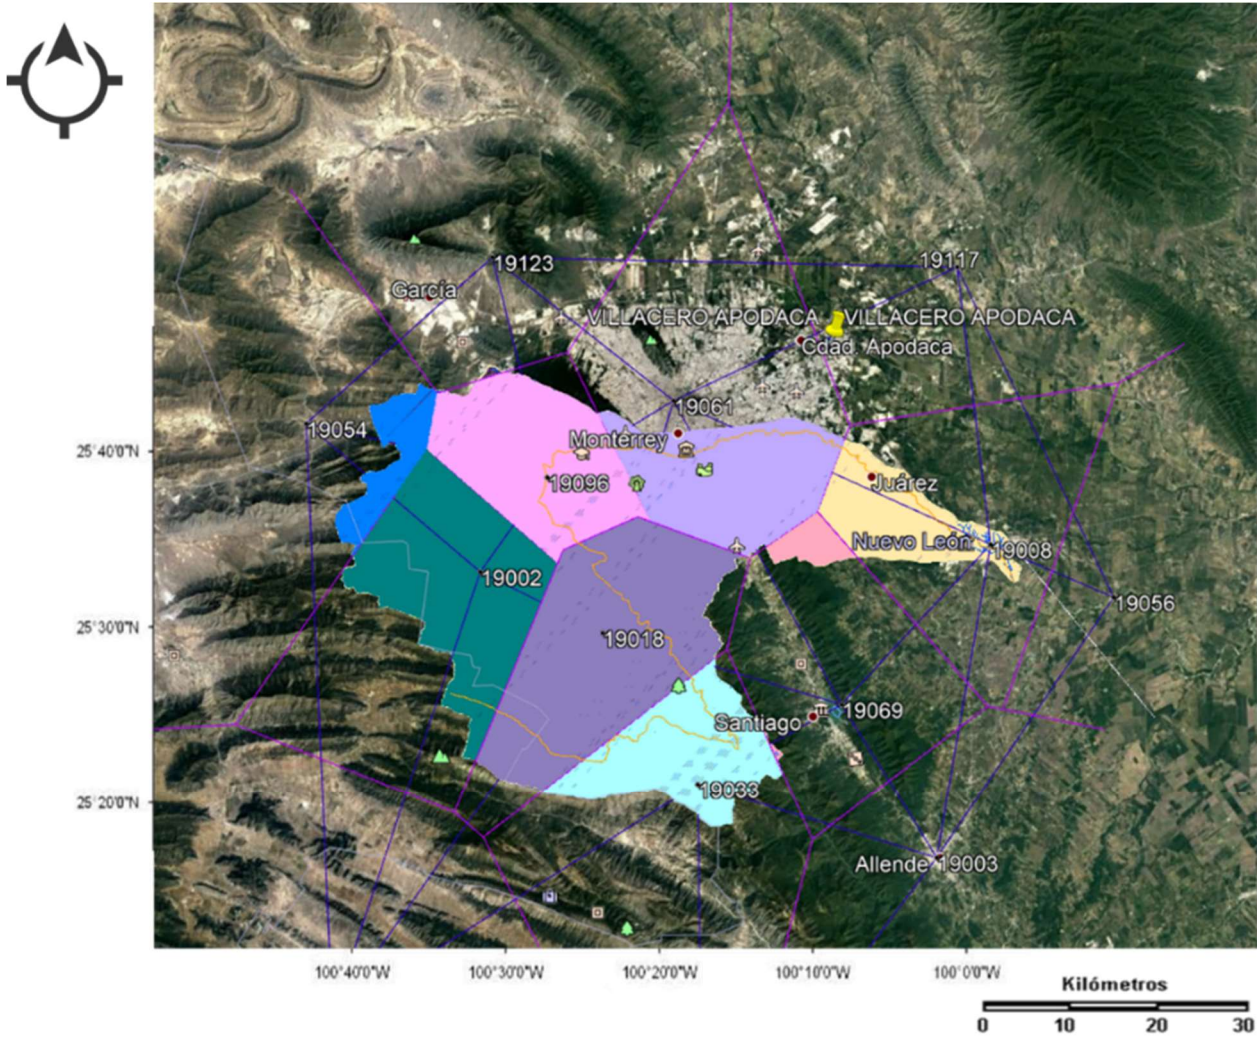 19123
19117
García
VILLACERO APODACA
VILLACERO APODACA
Cdad. Apodaca
19061
19054
Monterrey
25°40'0"N
19096
Juárez
Nuevo León
19008
19002
19056
25°30'0"N
19018
19069
Santiago
19033
25°20'0"N
Allende
19003
100°40'0"W
100°30'0"W
100°20'0"W
100°10'0"W
100°0'0"W
Kilómetros
0 10 20 30